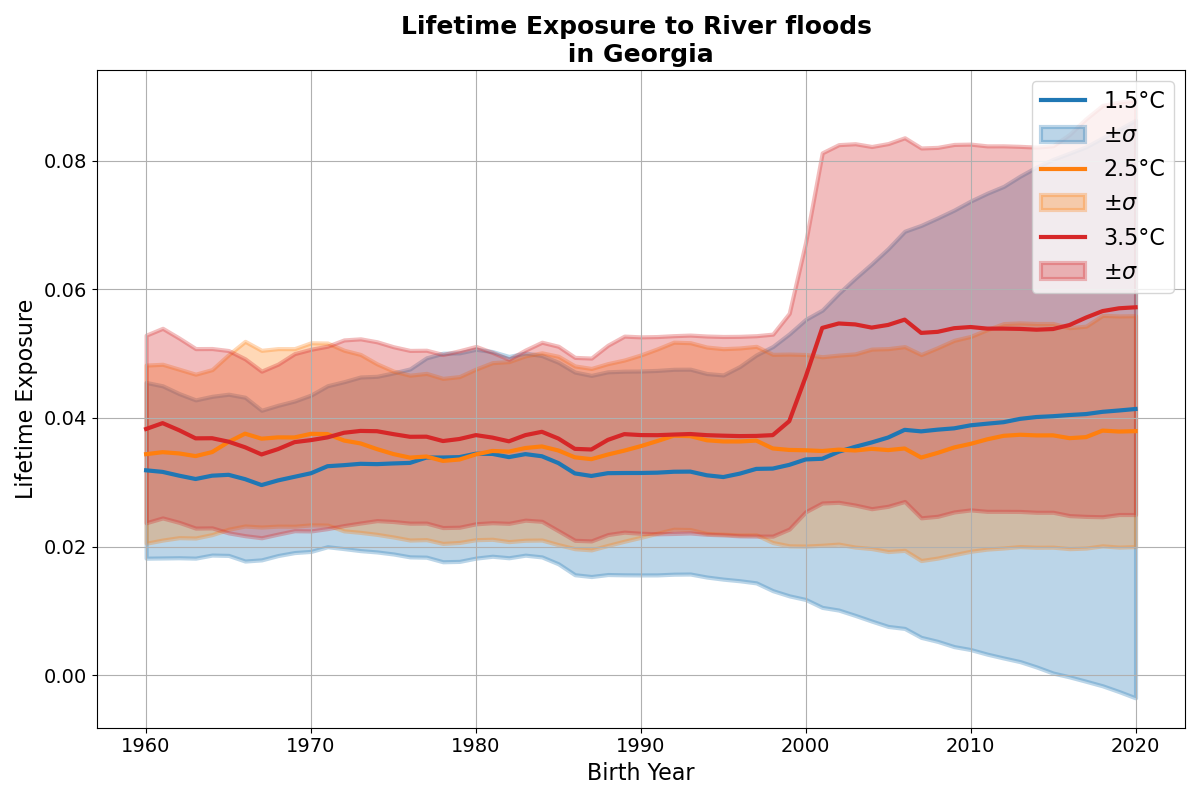 Lifetime Exposure to River floods
in Georgia
1.5°C
±σ
2.5°C
±σ
3.5°C
±σ
Lifetime Exposure
0.08
0.06
0.04
0.02
0.00
1960 1970 1980 1990 2000 2010 2020
Birth Year